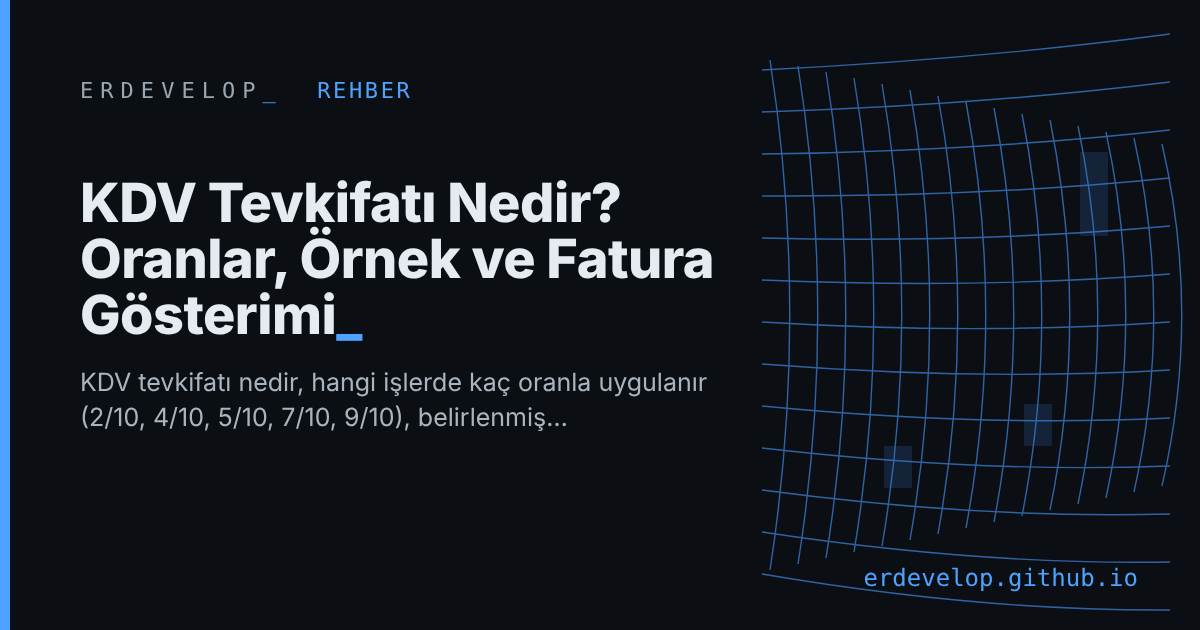 ERDEVELOP_ REHBER
KDV Tevkifatı Nedir?
Oranlar, Örnek ve Fatura
Gösterimi_
KDV tevkifatı nedir, hangi işlerde kaç oranla uygulanır
(2/10, 4/10, 5/10, 7/10, 9/10), belirlenmiş…
erdevelop.github.io